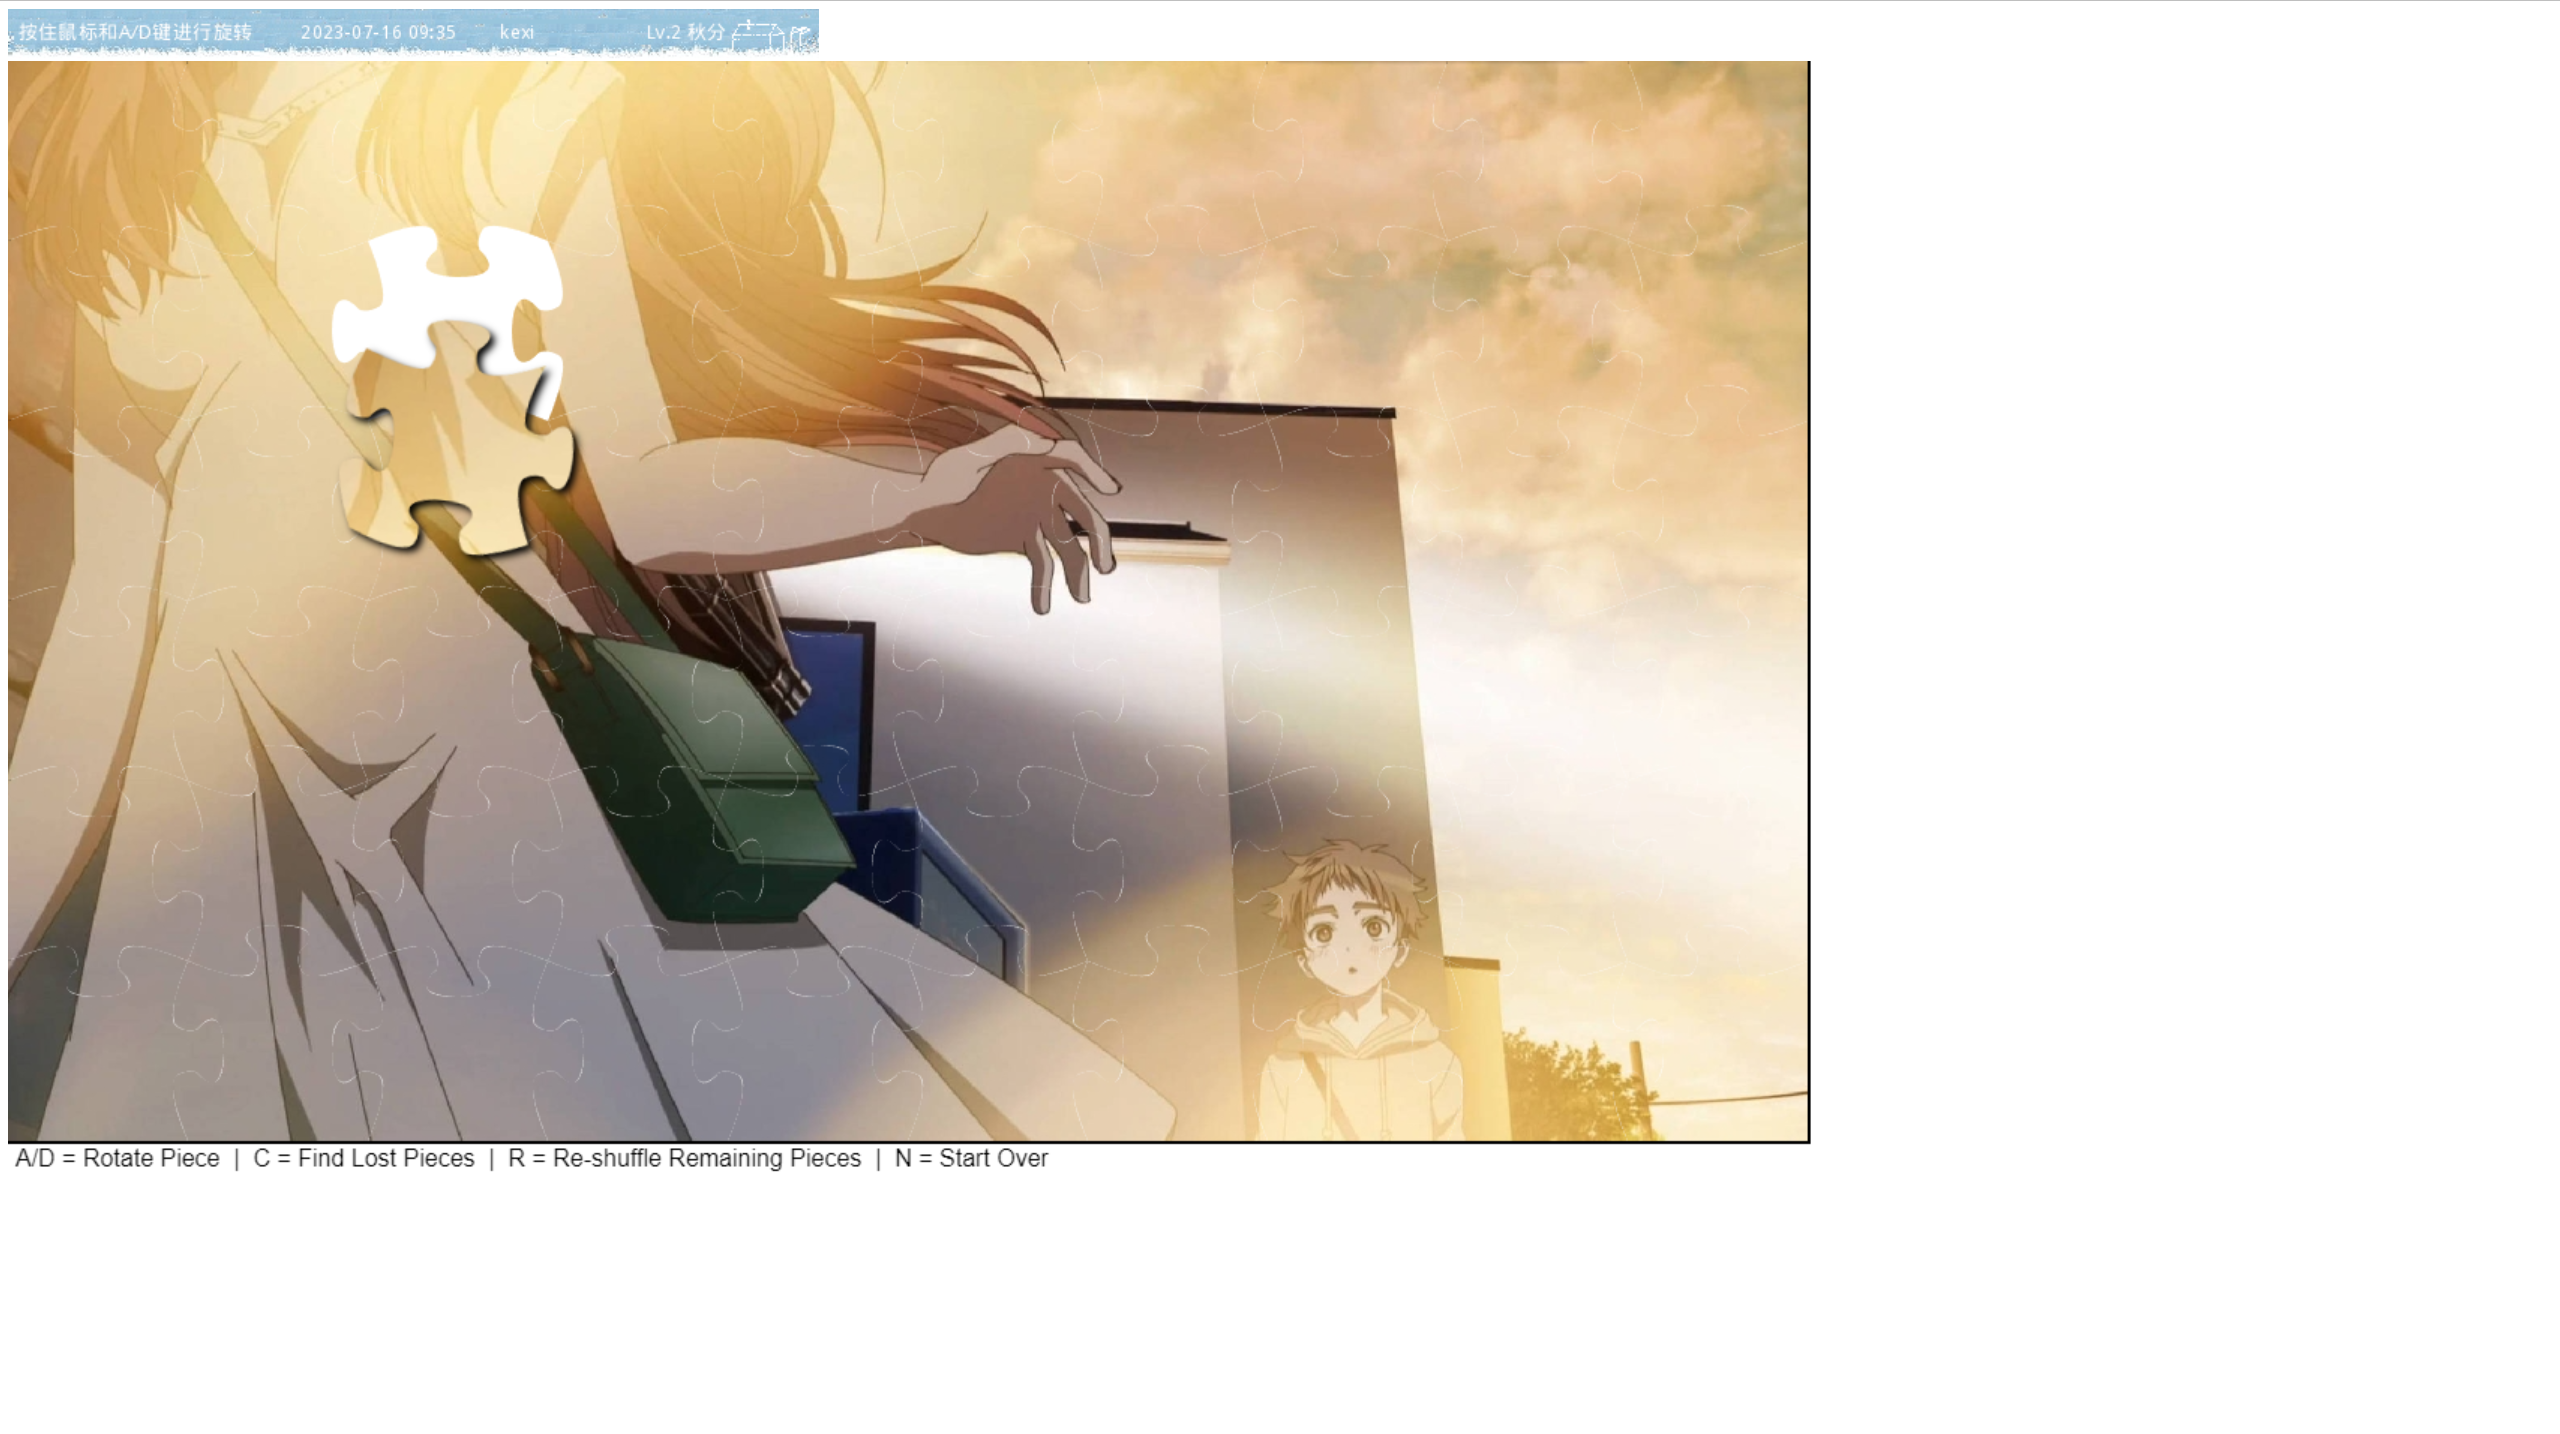 按住鼠标和A/D键进行旋转 2023-07-16 09:35 kexi Lv.2 秋分
A/D = Rotate Piece | C = Find Lost Pieces | R = Re-shuffle Remaining Pieces | N = Start Over